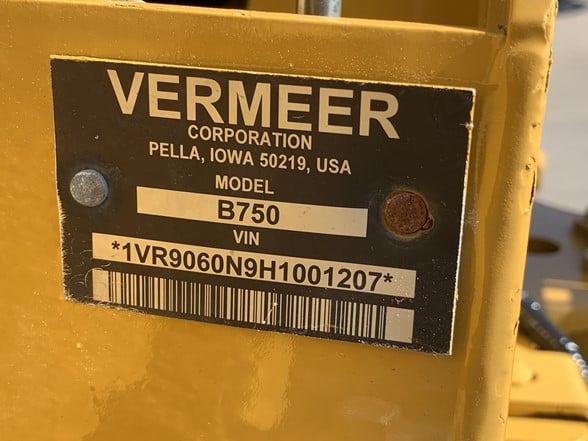 VERMEER
CORPORATION
PELLA, IOWA 50219, USA
MODEL
B750
VIN
*1VR9060N9H1001207*